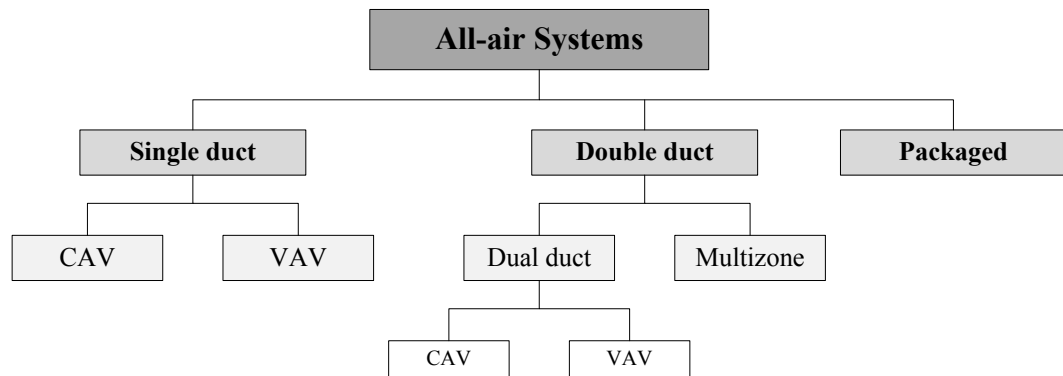 All-air Systems
Single duct
Double duct
Packaged
CAV
VAV
Dual duct
Multizone
CAV
VAV